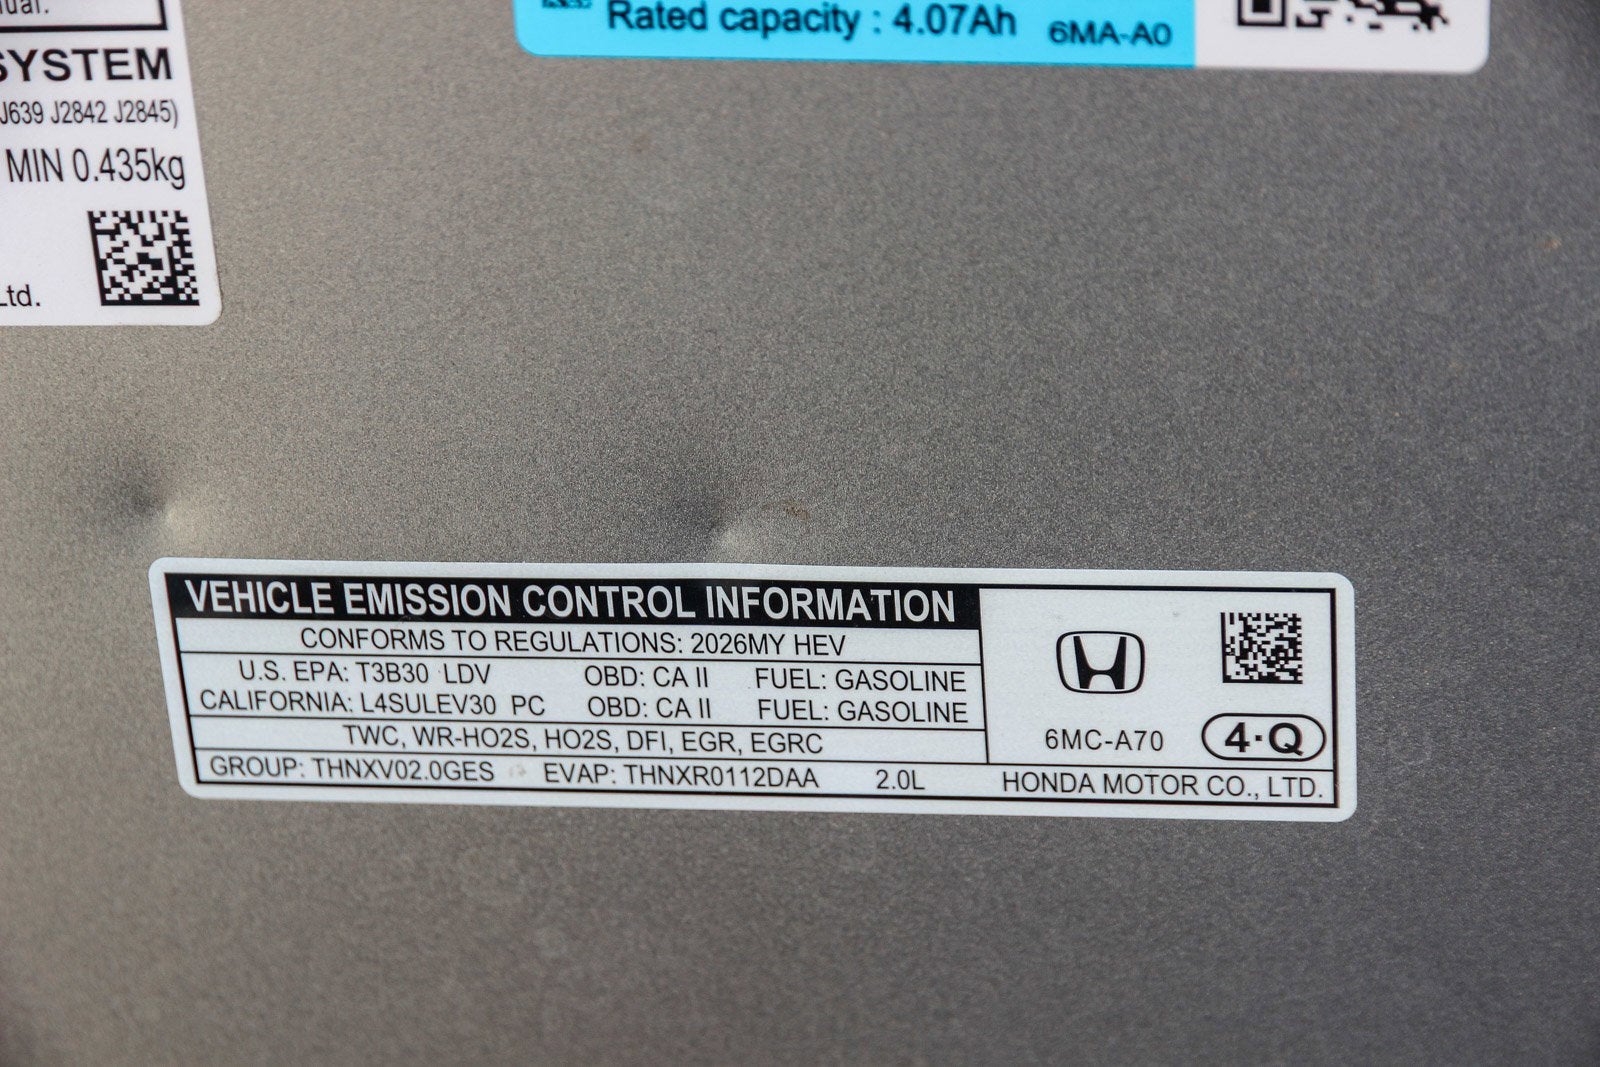 ual.
SYSTEM
J639 J2842 J2845)
MIN 0.435kg
Ltd.
Rated capacity : 4.07Ah 6MA-A0
VEHICLE EMISSION CONTROL INFORMATION
CONFORMS TO REGULATIONS: 2026MY HEV
U.S. EPA: T3B30 LDV OBD: CA II FUEL: GASOLINE
CALIFORNIA: L4SULEV30 PC OBD: CA II FUEL: GASOLINE
TWC, WR-HO2S, HO2S, DFI, EGR, EGRC
GROUP: THNXV02.0GES EVAP: THNXR0112DAA 2.0L
6MC-A70 4·Q
HONDA MOTOR CO., LTD.